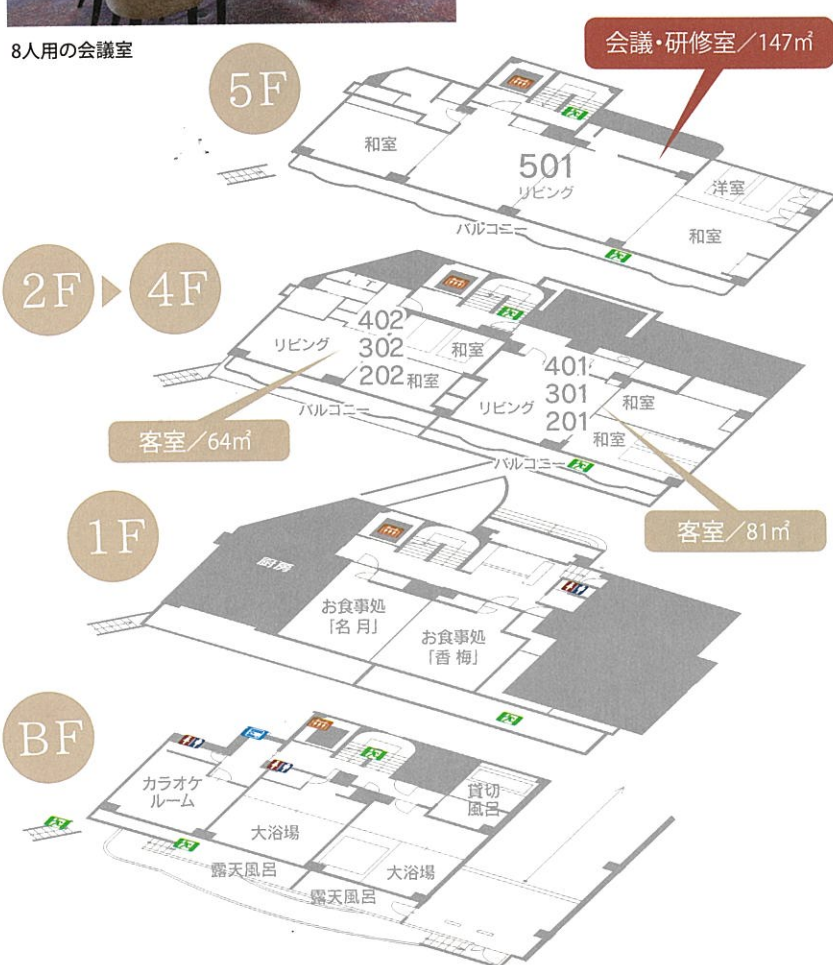 8人用の会議室
会議・研修室／147㎡
5F
和室
501
リビング
洋室
和室
バルコニー
2F
4F
リビング
402
302
202
和室
和室
バルコニー
リビング
401
301
201
和室
和室
バルコニー
客室／64㎡
客室／81㎡
1F
厨房
お食事処
「名月」
お食事処
「香梅」
BF
カラオケ
ルーム
大浴場
貸切
風呂
大浴場
露天風呂
露天風呂